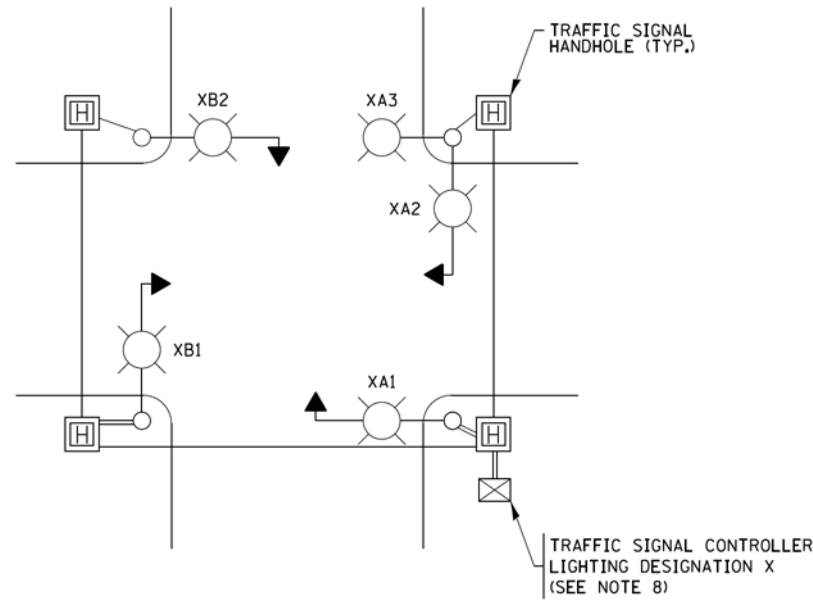 TRAFFIC SIGNAL
HANDHOLE (TYP.)
H
XB2
XA3
H
XA2
XB1
XA1
H
H
TRAFFIC SIGNAL CONTROLLER
LIGHTING DESIGNATION X
(SEE NOTE 8)